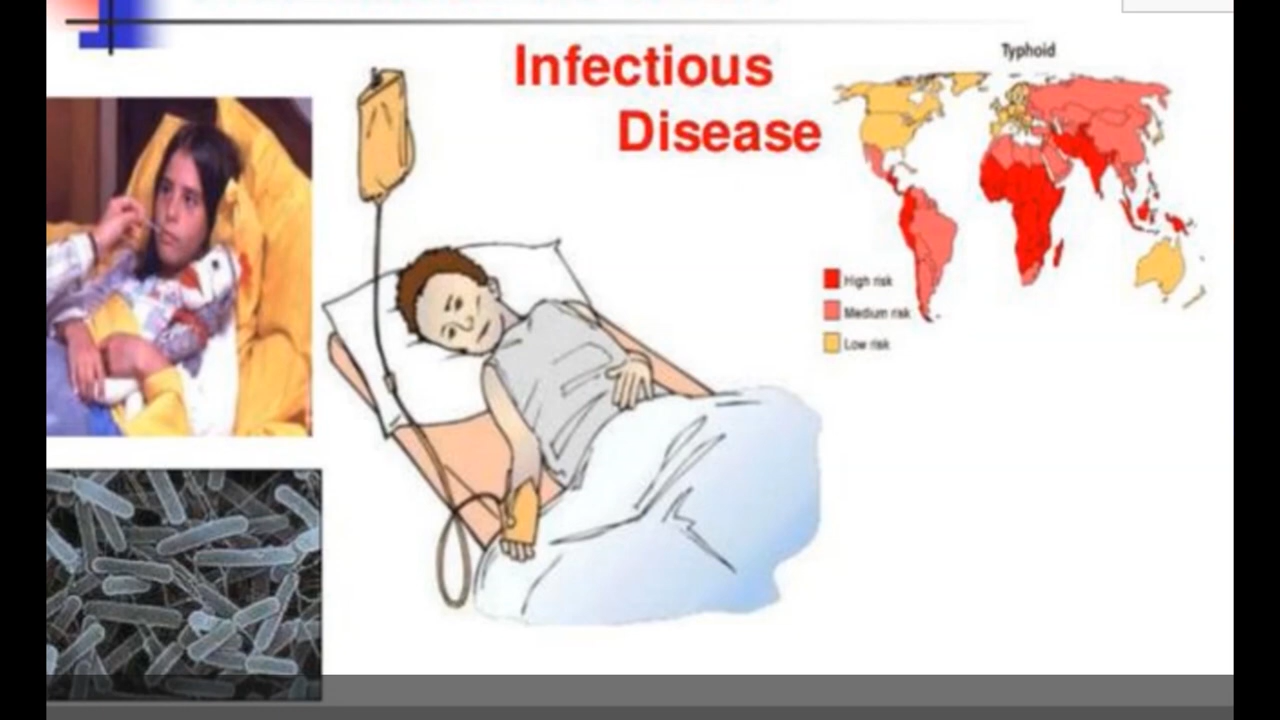 Infectious
Disease
Typhoid
High risk
Medium risk
Low risk